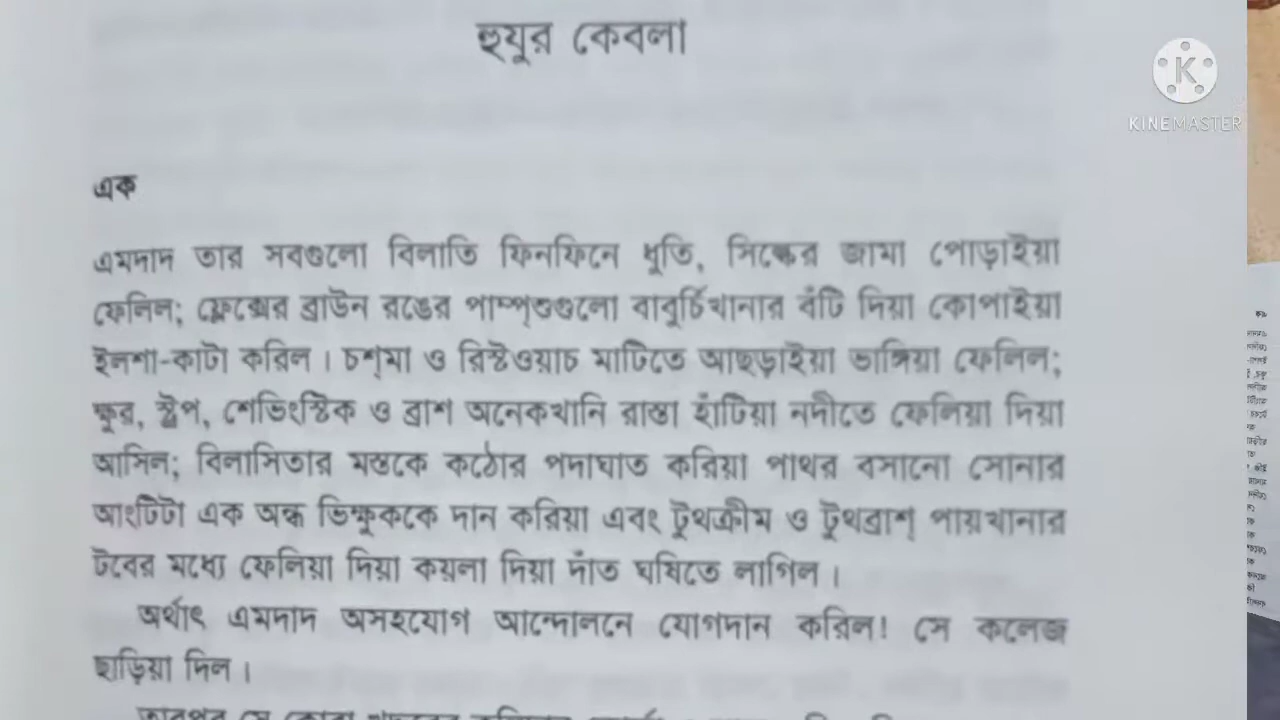 হুযুর কেবলা
K
KINEMASTER
এক
এমদাদ তার সবগুলো বিলাতি ফিনফিনে ধুতি, সিল্কের জামা পোড়াইয়া
ফেলিল; ফ্লেক্সের ব্রাউন রঙের পাম্পশুগুলো বাবুর্চিখানার বঁটি দিয়া কোপাইয়া
ইলশা-কাটা করিল। চশ্‌মা ও রিস্টওয়াচ মাটিতে আছড়াইয়া ভাঙ্গিয়া ফেলিল;
ক্ষুর, স্ট্রপ, শেভিংস্টিক ও ব্রাশ অনেকখানি রাস্তা হাঁটিয়া নদীতে ফেলিয়া দিয়া
আসিল; বিলাসিতার মস্তকে কঠোর পদাঘাত করিয়া পাথর বসানো সোনার
আংটিটা এক অন্ধ ভিক্ষুককে দান করিয়া এবং টুথক্রীম ও টুথব্রাশ্‌ পায়খানার
টবের মধ্যে ফেলিয়া দিয়া কয়লা দিয়া দাঁত ঘষিতে লাগিল।
অর্থাৎ এমদাদ অসহযোগ আন্দোলনে যোগদান করিল! সে কলেজ
ছাড়িয়া দিল।
তারপর সে